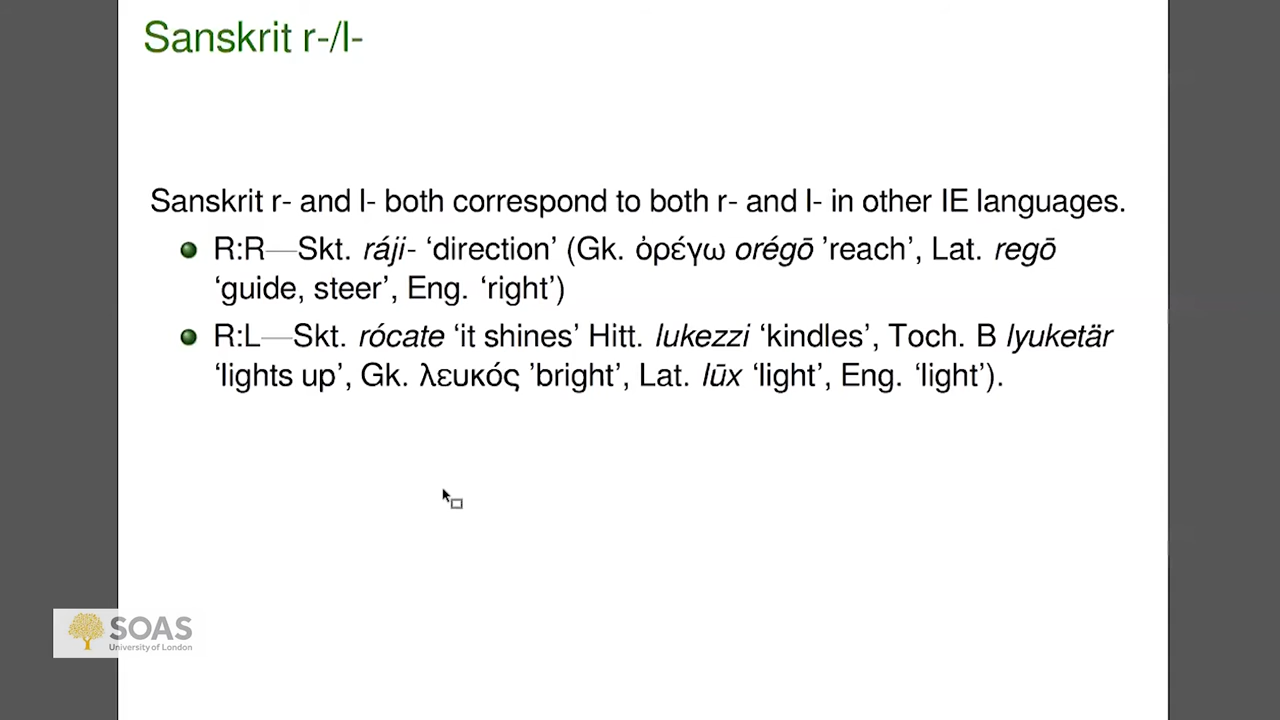 Sanskrit r-/l-
Sanskrit r- and l- both correspond to both r- and l- in other IE languages.
R:R—Skt. ráji- ‘direction’ (Gk. ὀρέγω orégō ’reach’, Lat. regō
‘guide, steer’, Eng. ‘right’)
R:L—Skt. rócate ‘it shines’ Hitt. lukezzi ‘kindles’, Toch. B lyuketär
‘lights up’, Gk. λευκός ’bright’, Lat. lūx ‘light’, Eng. ‘light’).
SOAS
University of London